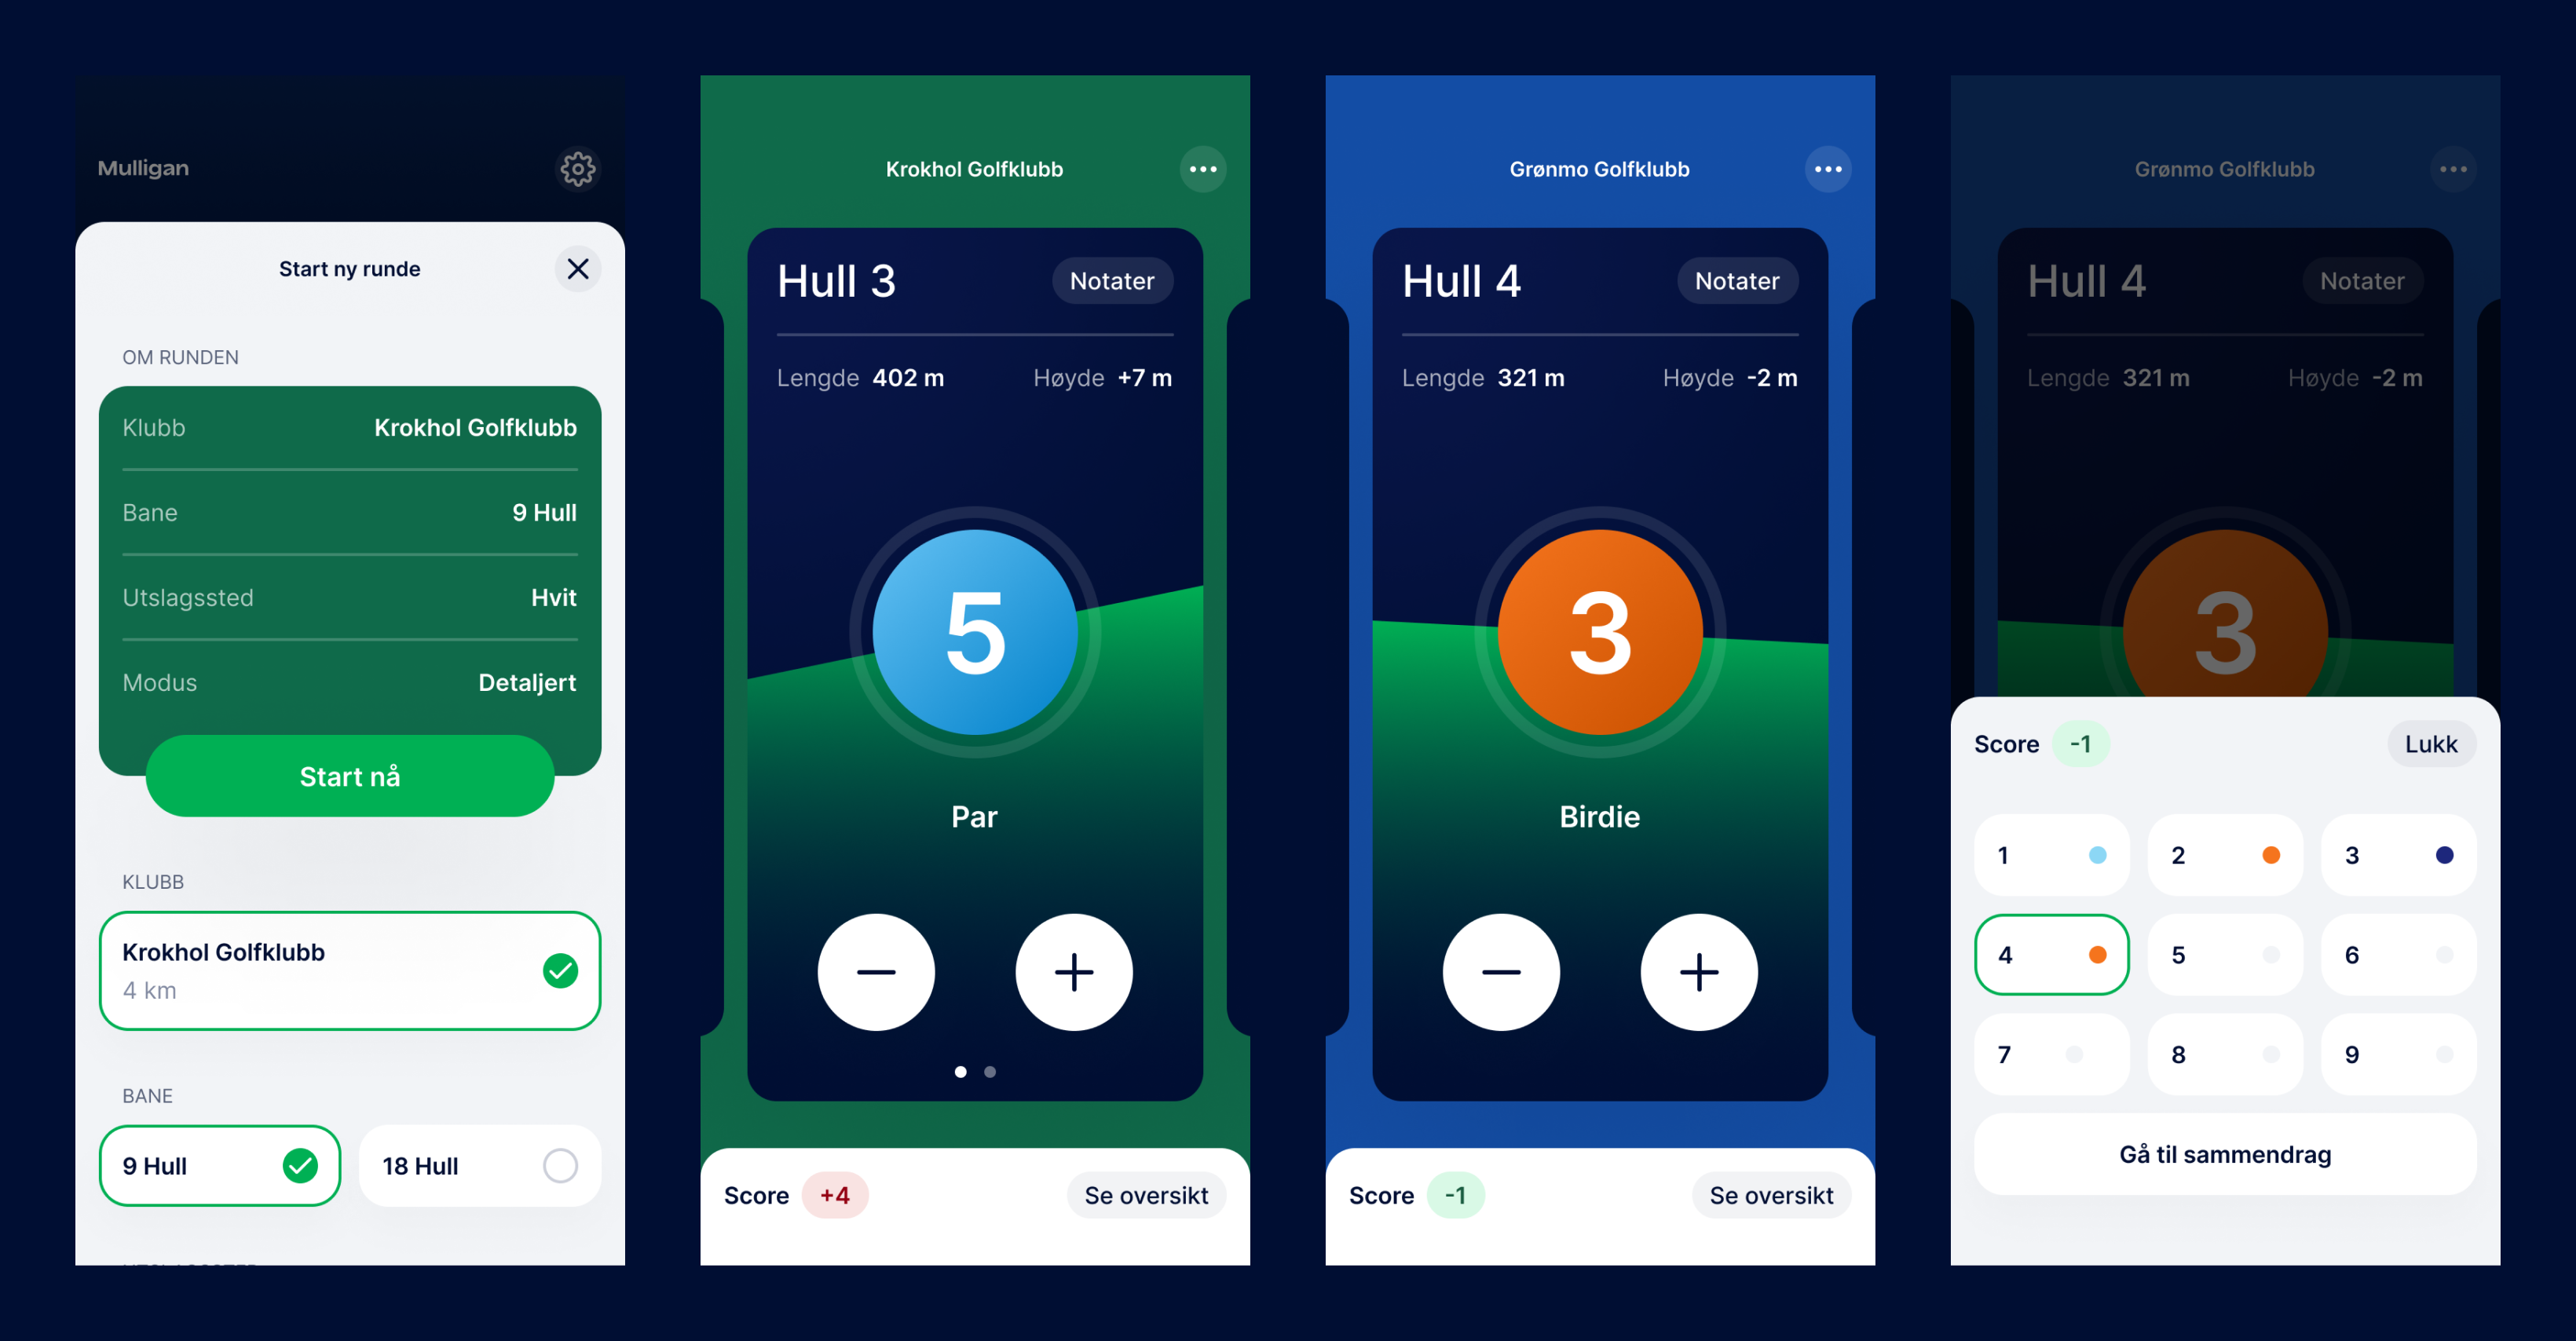 Mulligan
Start ny runde
OM RUNDEN
Klubb Krokhol Golfklubb
Bane 9 Hull
Utslagssted Hvit
Modus Detaljert
Start nå
KLUBB
Krokhol Golfklubb
4 km
BANE
9 Hull 18 Hull
Krokhol Golfklubb
Hull 3 Notater
Lengde 402 m Høyde +7 m
5
Par
Score +4 Se oversikt
Grønmo Golfklubb
Hull 4 Notater
Lengde 321 m Høyde -2 m
3
Birdie
Score -1 Se oversikt
Grønmo Golfklubb
Hull 4 Notater
Lengde 321 m Høyde -2 m
3
Score -1 Lukk
1 2 3
4 5 6
7 8 9
Gå til sammendrag